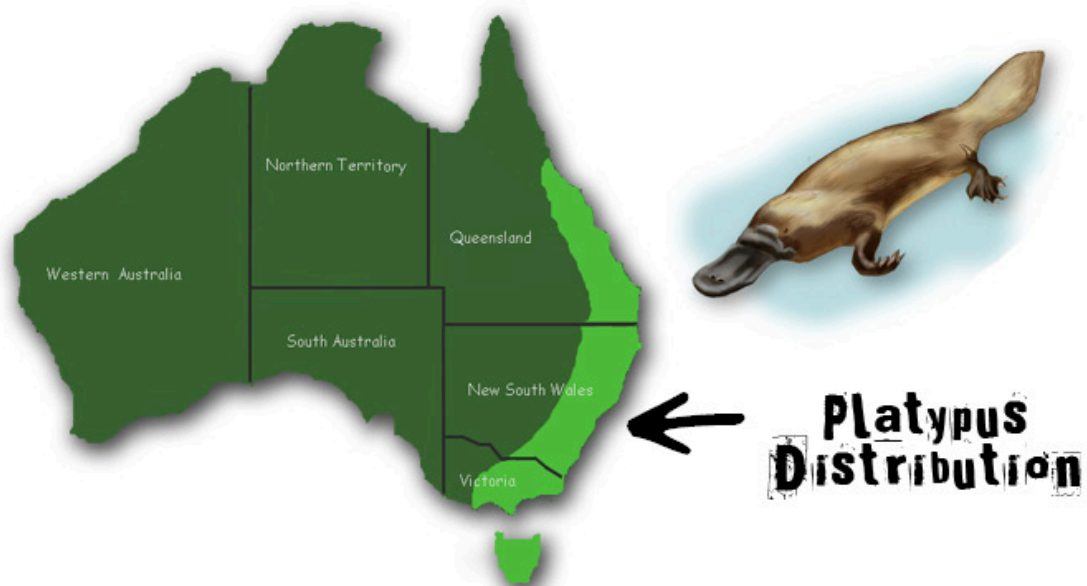 Northern Territory
Queensland
Western Australia
South Australia
New South Wales
Victoria
Platypus
Distribution